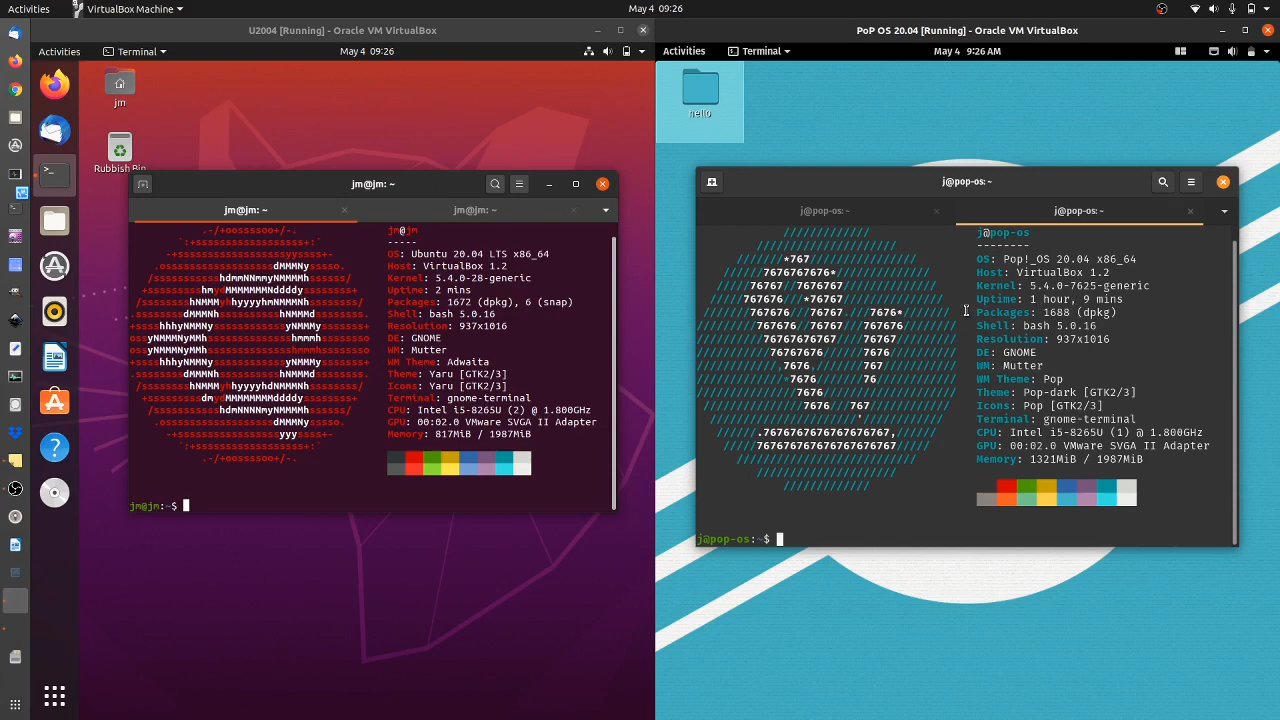 Activities VirtualBox Machine May 4 09:26
U2004 [Running] - Oracle VM VirtualBox
Activities Terminal May 4 09:26
jm
Rubbish Bin
jm@jm: ~
jm@jm: ~ jm@jm: ~
jm@jm
-----
OS: Ubuntu 20.04 LTS x86_64
Host: VirtualBox 1.2
Kernel: 5.4.0-28-generic
Uptime: 2 mins
Packages: 1672 (dpkg), 6 (snap)
Shell: bash 5.0.16
Resolution: 937x1016
DE: GNOME
WM: Mutter
WM Theme: Adwaita
Theme: Yaru [GTK2/3]
Icons: Yaru [GTK2/3]
Terminal: gnome-terminal
CPU: Intel i5-8265U (2) @ 1.800GHz
GPU: 00:02.0 VMware SVGA II Adapter
Memory: 817MiB / 1987MiB
jm@jm:~$
PoP OS 20.04 [Running] - Oracle VM VirtualBox
Activities Terminal May 4 9:26 AM
hello
j@pop-os: ~
j@pop-os: ~ j@pop-os: ~
j@pop-os
--------
OS: Pop!_OS 20.04 x86_64
Host: VirtualBox 1.2
Kernel: 5.4.0-7625-generic
Uptime: 1 hour, 9 mins
Packages: 1688 (dpkg)
Shell: bash 5.0.16
Resolution: 937x1016
DE: GNOME
WM: Mutter
WM Theme: Pop
Theme: Pop-dark [GTK2/3]
Icons: Pop [GTK2/3]
Terminal: gnome-terminal
CPU: Intel i5-8265U (1) @ 1.800GHz
GPU: 00:02.0 VMware SVGA II Adapter
Memory: 1321MiB / 1987MiB
j@pop-os:~$